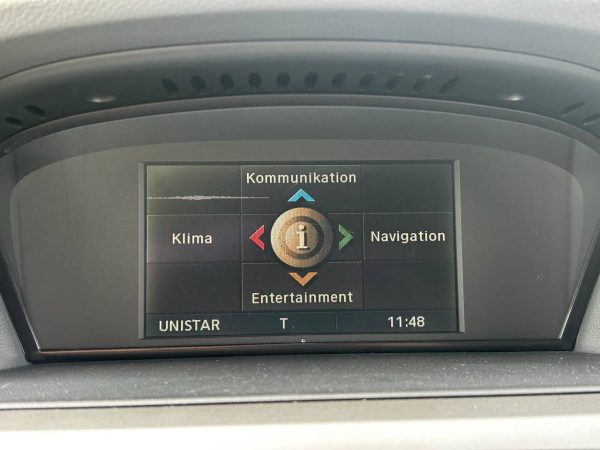 Kommunikation
Klima
i
Navigation
Entertainment
UNISTAR T 11:48